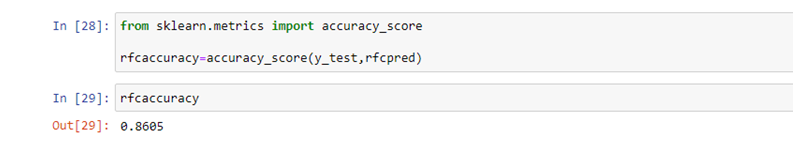 In [28]: from sklearn.metrics import accuracy_score
rfcaccuracy=accuracy_score(y_test,rfcpred)
In [29]: rfcaccuracy
Out[29]: 0.8605